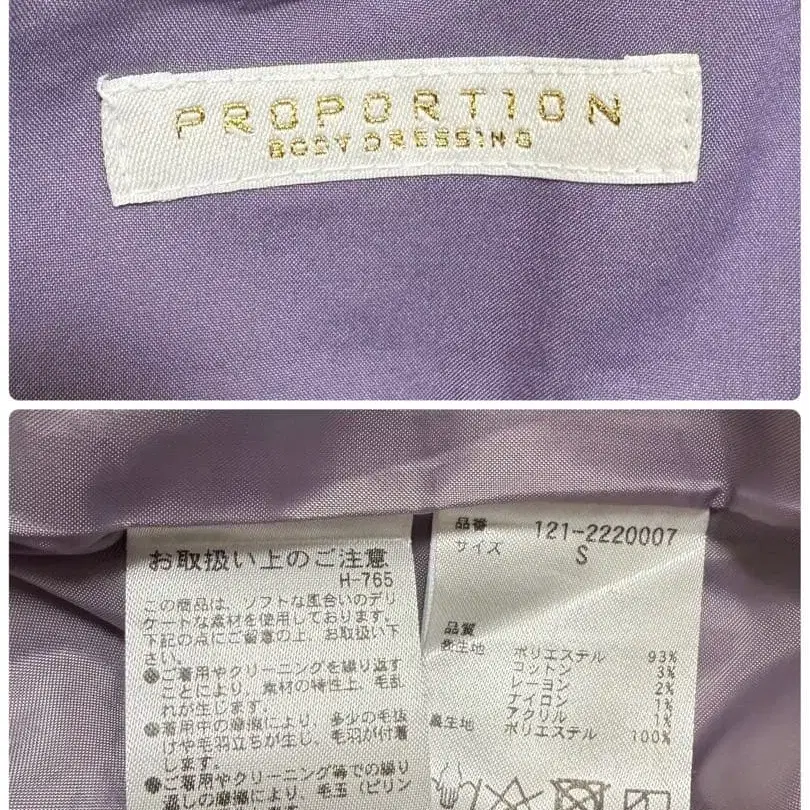 PROPORTION
BODY DRESSING
お取扱い上のご注意
H-765
この商品は、ソフトな風合いのデリ
ケートな素材を使用しております。
下記の点にご留意の上、お取扱い下
さい。
●ご着用やクリーニングを繰り返す
ことにより、素材の特性上、毛乱
れが生じます。
●着用中の摩擦により、多少の毛抜
けや毛羽立ちが生じ、毛羽が付着
します。
●ご着用やクリーニング等での繰り
返しの摩擦により、毛玉(ピリン
品番 121-2220007
サイズ S
品質
表生地 ポリエステル 93%
コットン 3%
レーヨン 2%
ナイロン 1%
アクリル 1%
裏生地 ポリエステル 100%